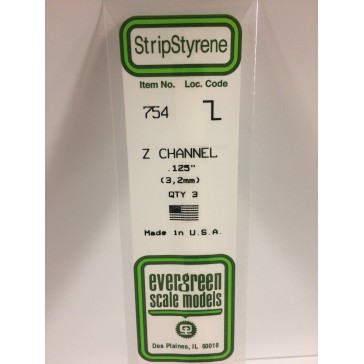 StripStyrene
Item No. Loc. Code
754
Z CHANNEL
.125"
(3,2mm)
QTY 3
Made in U.S.A.
evergreen
scale models
Des Plaines, IL 60018